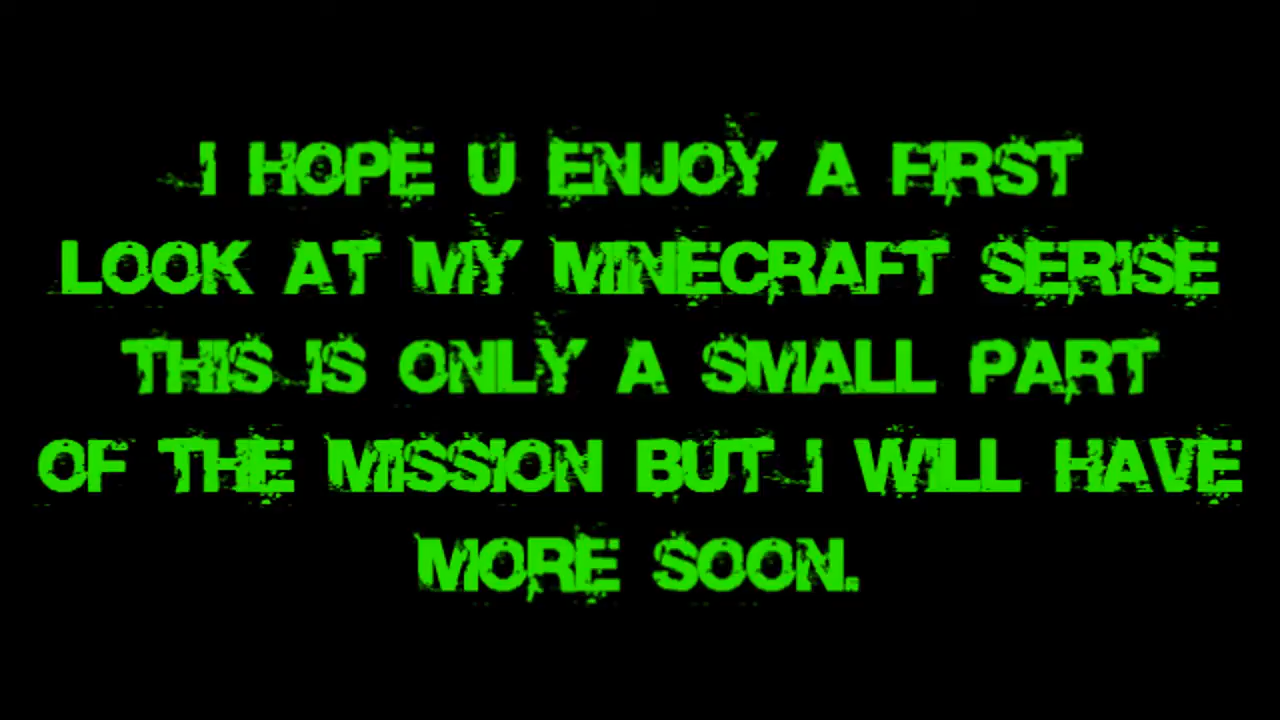 I HOPE U ENJOY A FIRST
LOOK AT MY MINECRAFT SERISE
THIS IS ONLY A SMALL PART
OF THE MISSION BUT I WILL HAVE
MORE SOON.